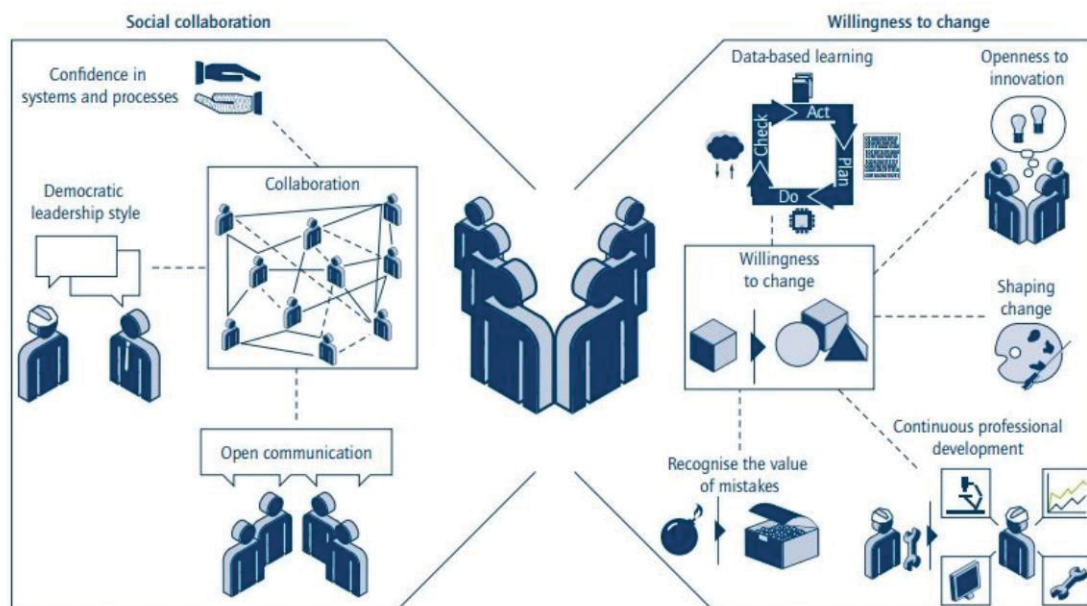 Social collaboration
Confidence in
systems and processes
Democratic
leadership style
Collaboration
Open communication
Willingness to change
Data-based learning
Act
Plan
Do
Check
Openness to
innovation
Willingness
to change
Shaping
change
Recognise the value
of mistakes
Continuous professional
development